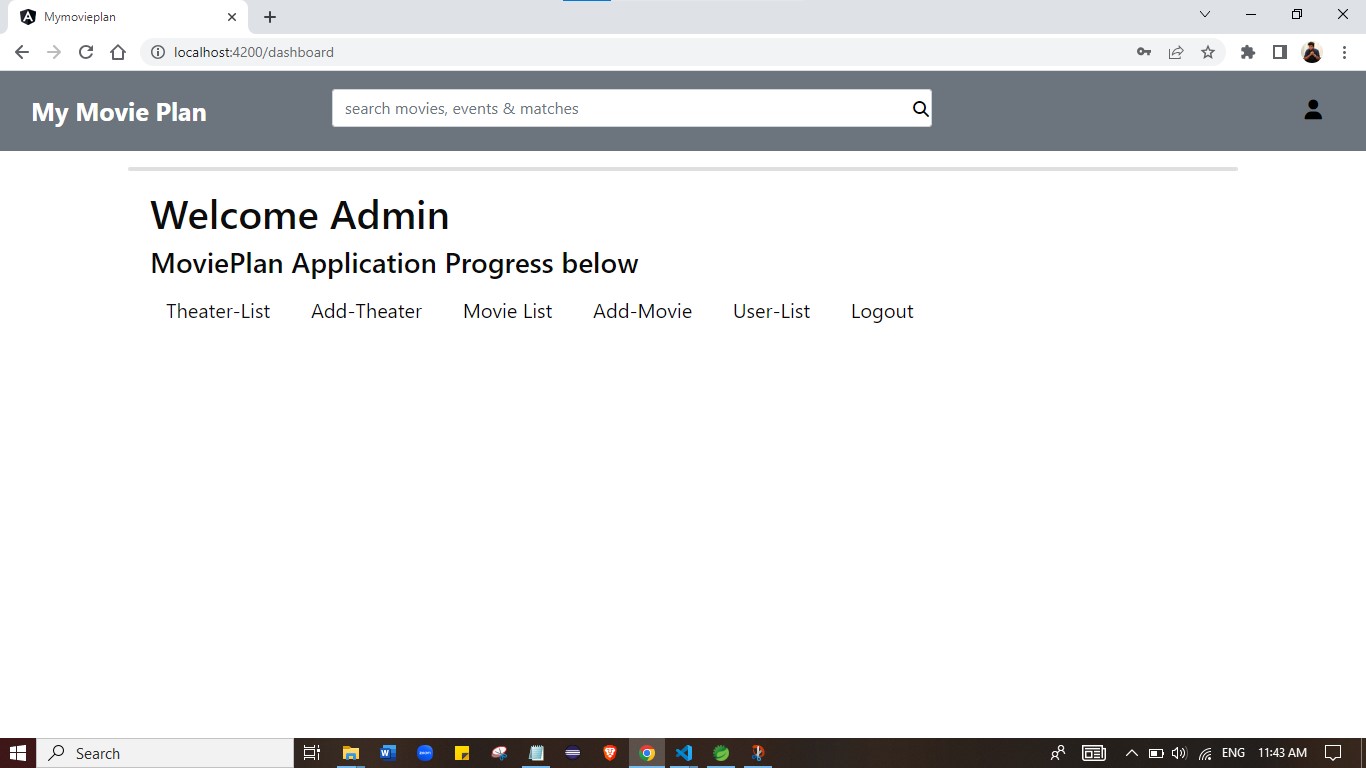 Mymovieplan
localhost:4200/dashboard
My Movie Plan
search movies, events & matches
Welcome Admin
MoviePlan Application Progress below
Theater-List Add-Theater Movie List Add-Movie User-List Logout
Search ENG 11:43 AM